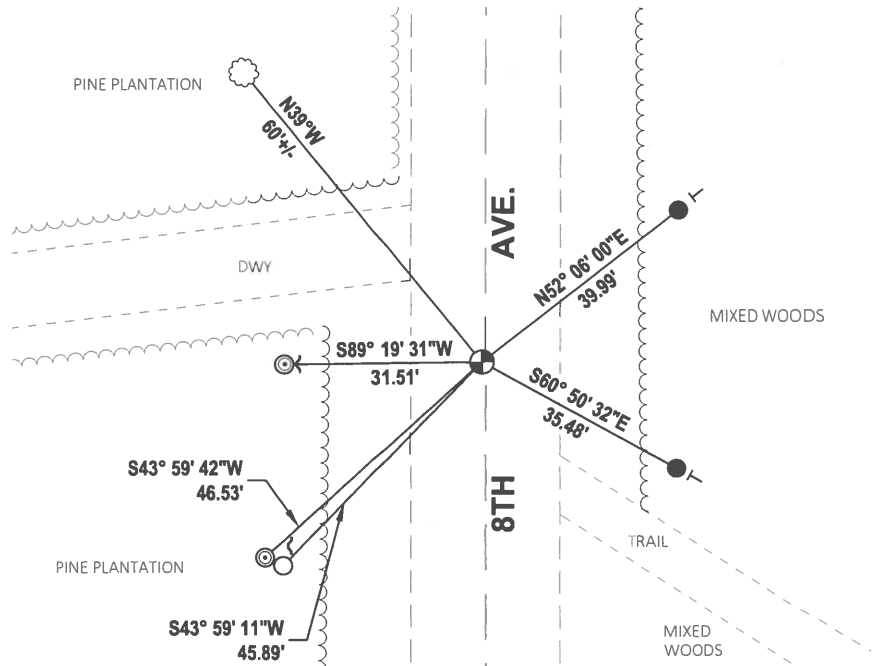 PINE PLANTATION
N39°W
60'+/-
AVE.
N52° 06' 00"E
39.99'
DWY
MIXED WOODS
S89° 19' 31"W
31.51'
S60° 50' 32"E
35.48'
S43° 59' 42"W
46.53'
8TH
TRAIL
PINE PLANTATION
S43° 59' 11"W
45.89'
MIXED
WOODS